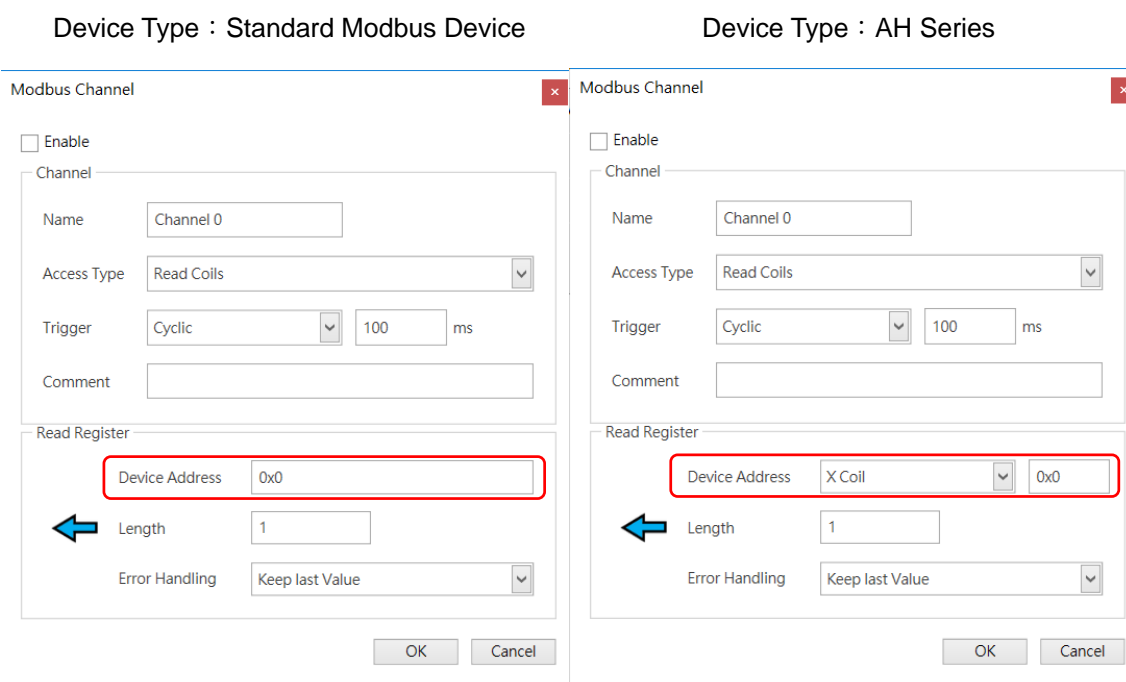 Device Type：Standard Modbus Device
Modbus Channel
×
Enable
Channel
Name Channel 0
Access Type Read Coils
Trigger Cyclic 100 ms
Comment
Read Register
Device Address 0x0
Length 1
Error Handling Keep last Value
OK Cancel
Device Type：AH Series
Modbus Channel
×
Enable
Channel
Name Channel 0
Access Type Read Coils
Trigger Cyclic 100 ms
Comment
Read Register
Device Address X Coil 0x0
Length 1
Error Handling Keep last Value
OK Cancel